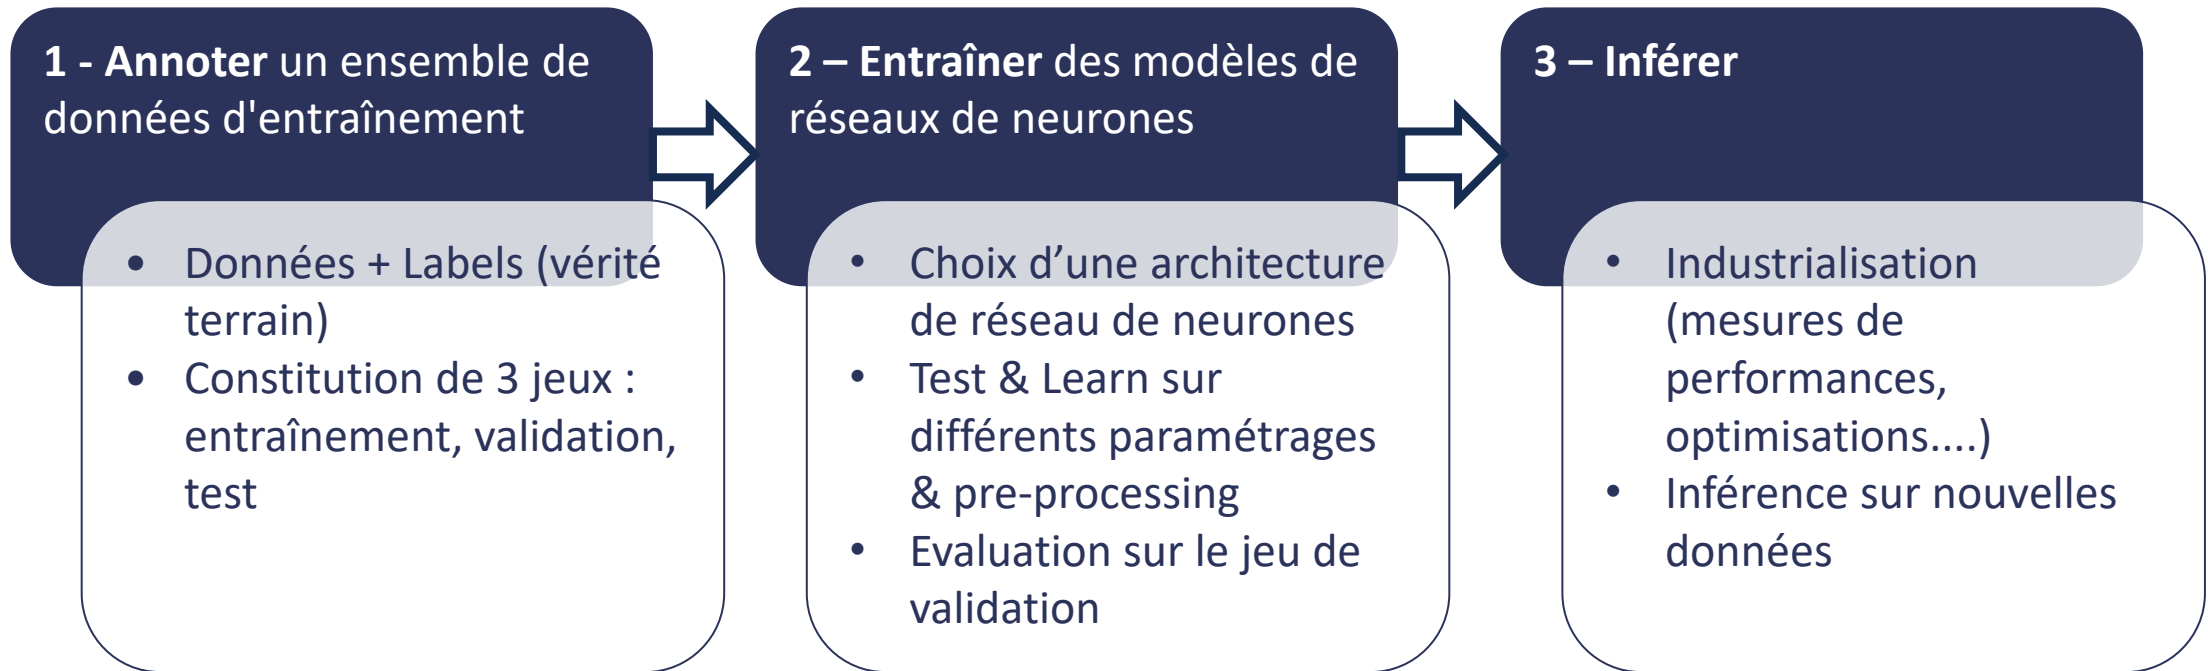 1 - Annoter un ensemble de
données d'entraînement
• Données + Labels (vérité
terrain)
• Constitution de 3 jeux :
entraînement, validation,
test
2 – Entraîner des modèles de
réseaux de neurones
• Choix d’une architecture
de réseau de neurones
• Test & Learn sur
différents paramétrages
& pre-processing
• Evaluation sur le jeu de
validation
3 – Inférer
• Industrialisation
(mesures de
performances,
optimisations....)
• Inférence sur nouvelles
données